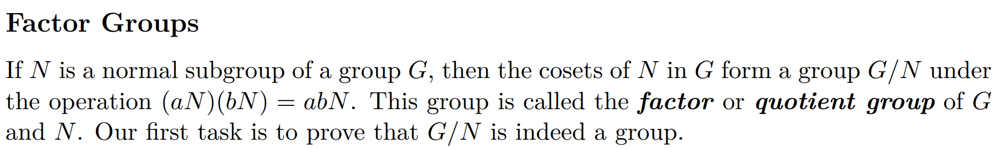 Factor Groups
If N is a normal subgroup of a group G, then the cosets of N in G form a group G/N under
the operation (aN)(bN) = abN. This group is called the factor or quotient group of G
and N. Our first task is to prove that G/N is indeed a group.